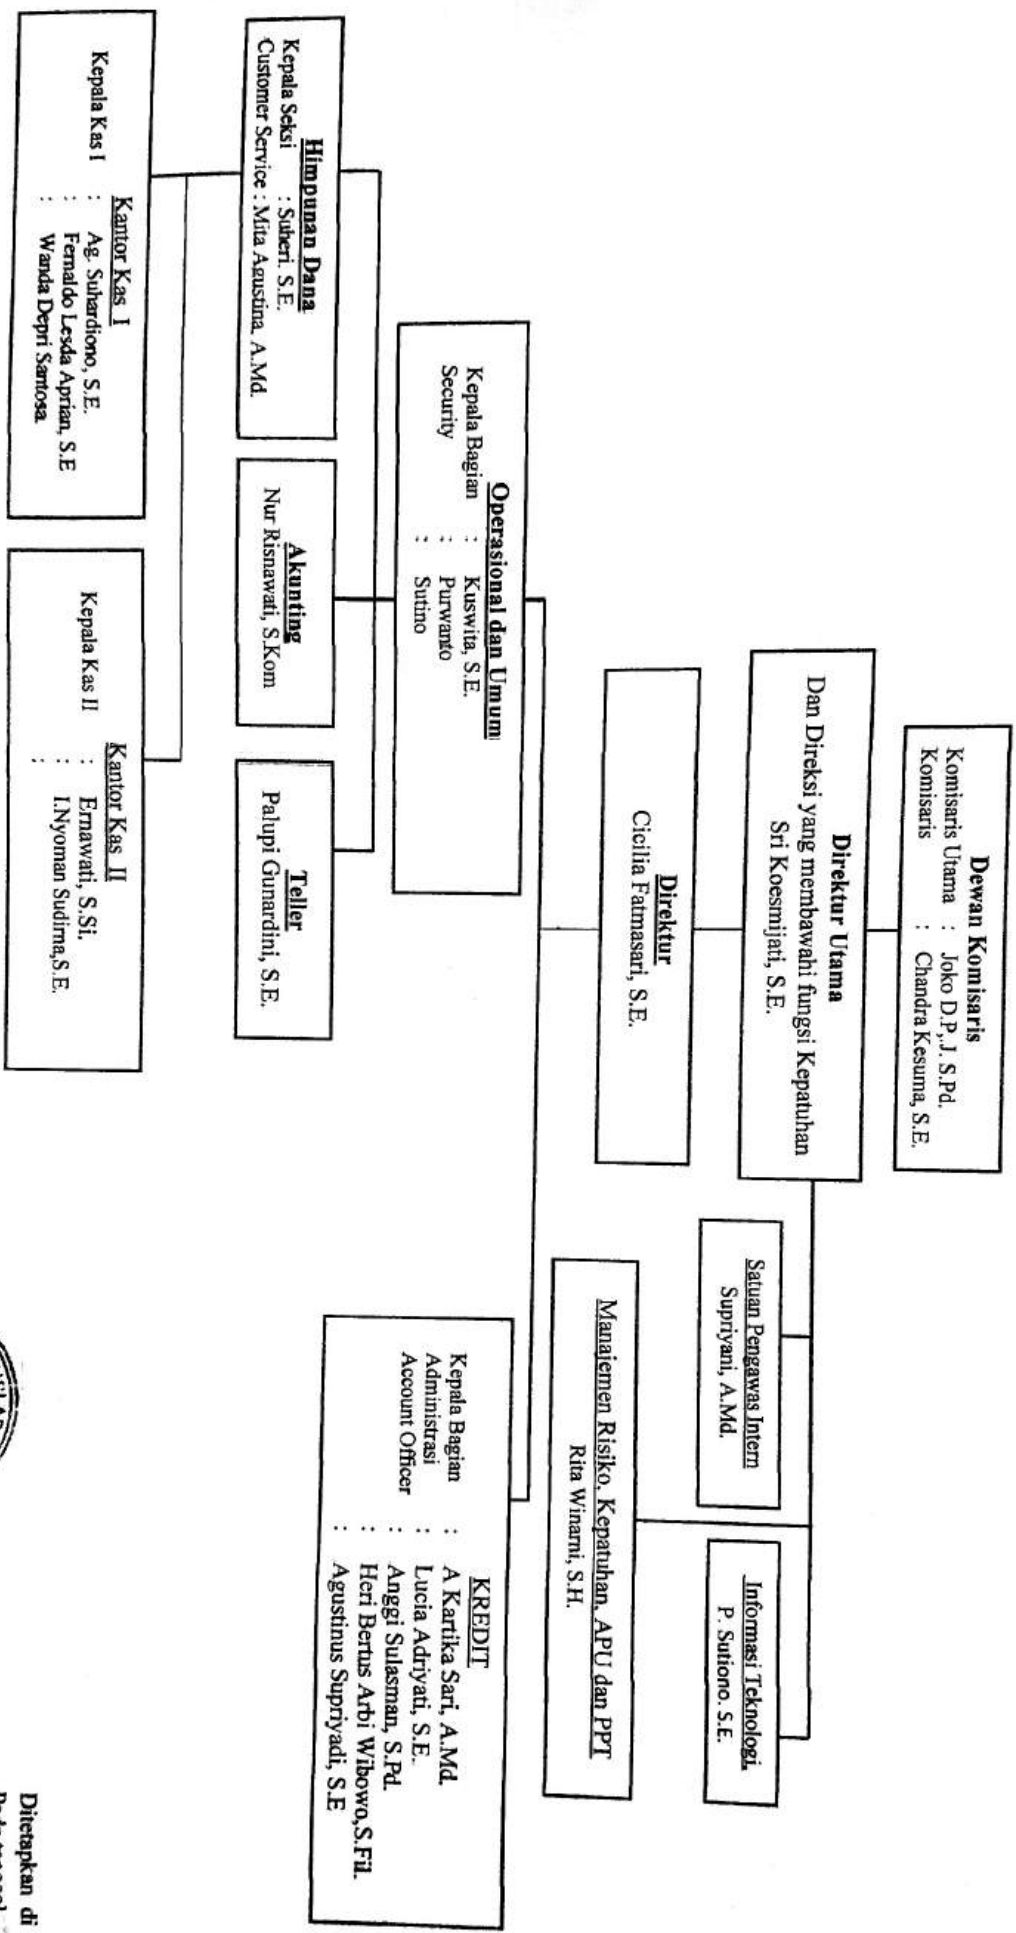 Dewan Komisaris
Komisaris Utama : Joko D.P,.J. S.Pd.
Komisaris : Chandra Kesuma, S.E.
Direktur Utama
Dan Direksi yang membawahi fungsi Kepatuhan
Sri Koesmijati, S.E.
Satuan Pengawas Intern
Supriyani, A.Md.
Informasi Teknologi
P. Sutiono. S.E.
Direktur
Cicilia Fatmasari, S.E.
Manajemen Risiko, Kepatuhan, APU dan PPT
Rita Winarni, S.H.
Operasional dan Umum
Kepala Bagian : Kuswita, S.E.
Security : Purwanto
: Sutino
KREDIT
Kepala Bagian : A Kartika Sari, A.Md.
Administrasi : Lucia Adriyati, S.E.
Account Officer : Anggi Sulasman, S.Pd.
: Heri Bertus Arbi Wibowo,S.Fil.
: Agustinus Supriyadi, S.E
Himpunan Dana
Kepala Seksi : Suheri. S.E.
Customer Service : Mita Agustina, A.Md.
Akunting
Nur Risnawati, S.Kom
Teller
Palupi Gunardini, S.E.
Kantor Kas I
Kepala Kas I : Ag. Suhardiono, S.E.
: Fernaldo Lesda Aprian, S.E
: Wanda Depri Santosa
Kantor Kas II
Kepala Kas II : Ernawati, S.Si.
: I.Nyoman Sudirna,S.E.
:
Ditetapkan di